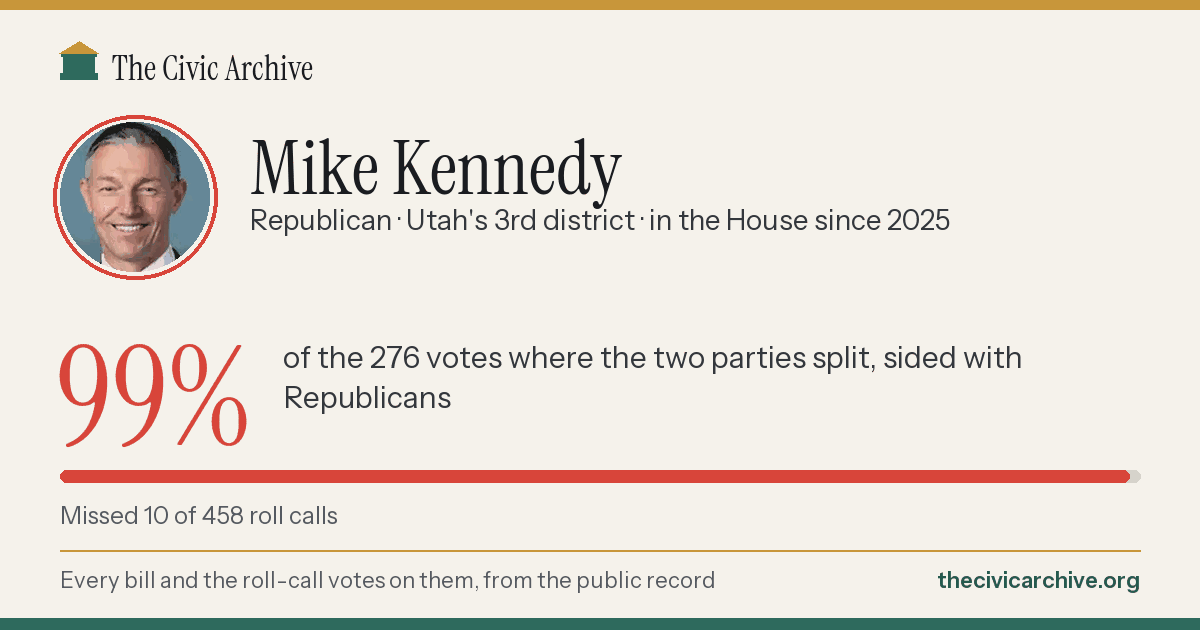 The Civic Archive
Mike Kennedy
Republican · Utah's 3rd district · in the House since 2025
99%
of the 276 votes where the two parties split, sided with
Republicans
Missed 10 of 458 roll calls
Every bill and the roll-call votes on them, from the public record
thecivicarchive.org